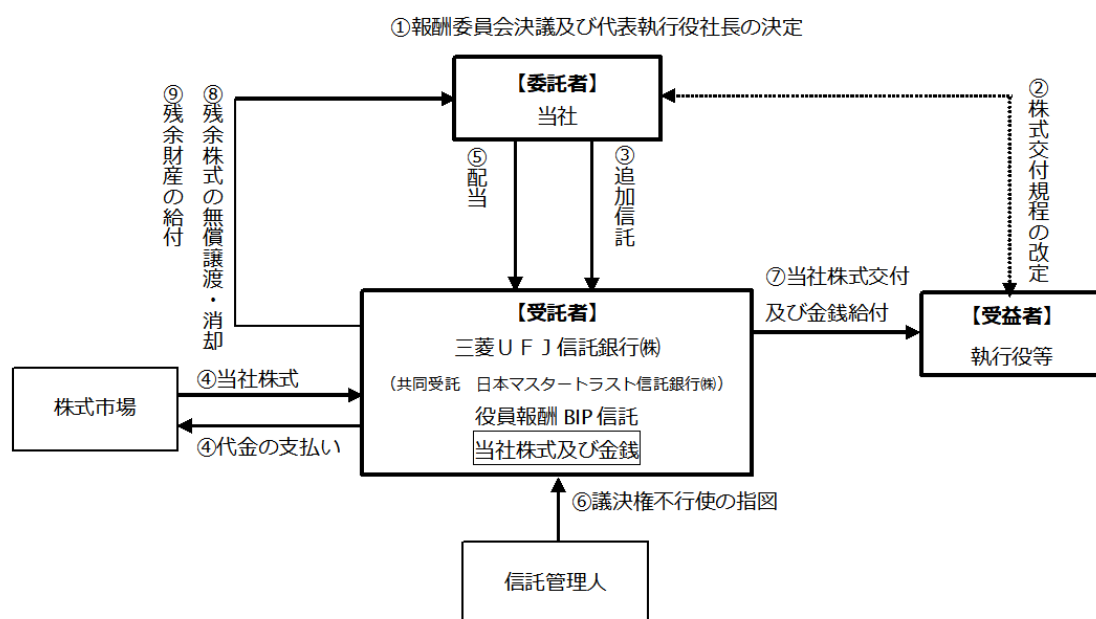 ①報酬委員会決議及び代表執行役社長の決定
【委託者】
当社
⑨残余財産の給付
⑧残余株式の無償譲渡・消却
⑤配当
③追加信託
②株式交付規程の改定
⑦当社株式交付
及び金銭給付
【受託者】
三菱UFJ信託銀行㈱
(共同受託 日本マスタートラスト信託銀行㈱)
役員報酬 BIP 信託
当社株式及び金銭
【受益者】
執行役等
株式市場
④当社株式
④代金の支払い
⑥議決権不行使の指図
信託管理人